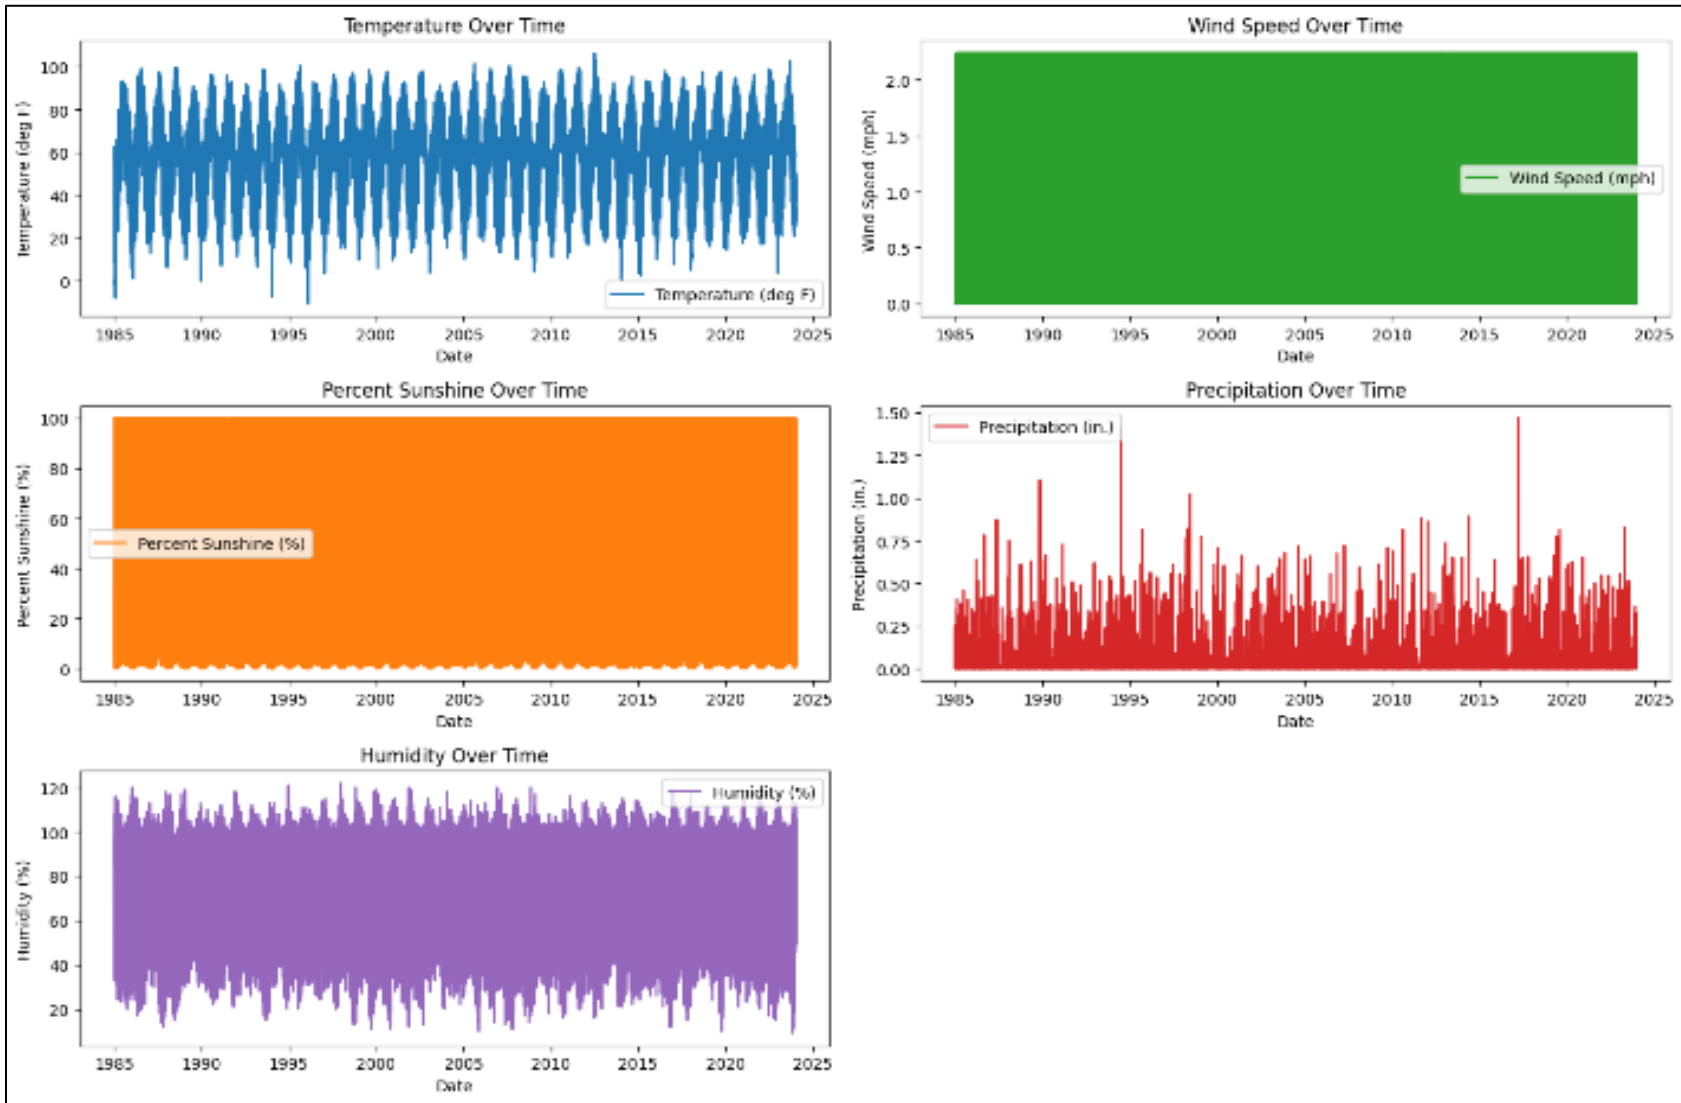 Temperature Over Time
Temperature (deg F)
100
80
60
40
20
0
Temperature (deg F)
1985 1990 1995 2000 2005 2010 2015 2020 2025
Date
Wind Speed Over Time
Wind Speed (mph)
2.0
1.5
1.0
0.5
0.0
Wind Speed (mph)
1985 1990 1995 2000 2005 2010 2015 2020 2025
Date
Percent Sunshine Over Time
Percent Sunshine (%)
100
80
60
40
20
0
Percent Sunshine (%)
1985 1990 1995 2000 2005 2010 2015 2020 2025
Date
Precipitation Over Time
Precipitation (in.)
1.50
1.25
1.00
0.75
0.50
0.25
0.00
Precipitation (in.)
1985 1990 1995 2000 2005 2010 2015 2020 2025
Date
Humidity Over Time
Humidity (%)
120
100
80
60
40
20
Humidity (%)
1985 1990 1995 2000 2005 2010 2015 2020 2025
Date